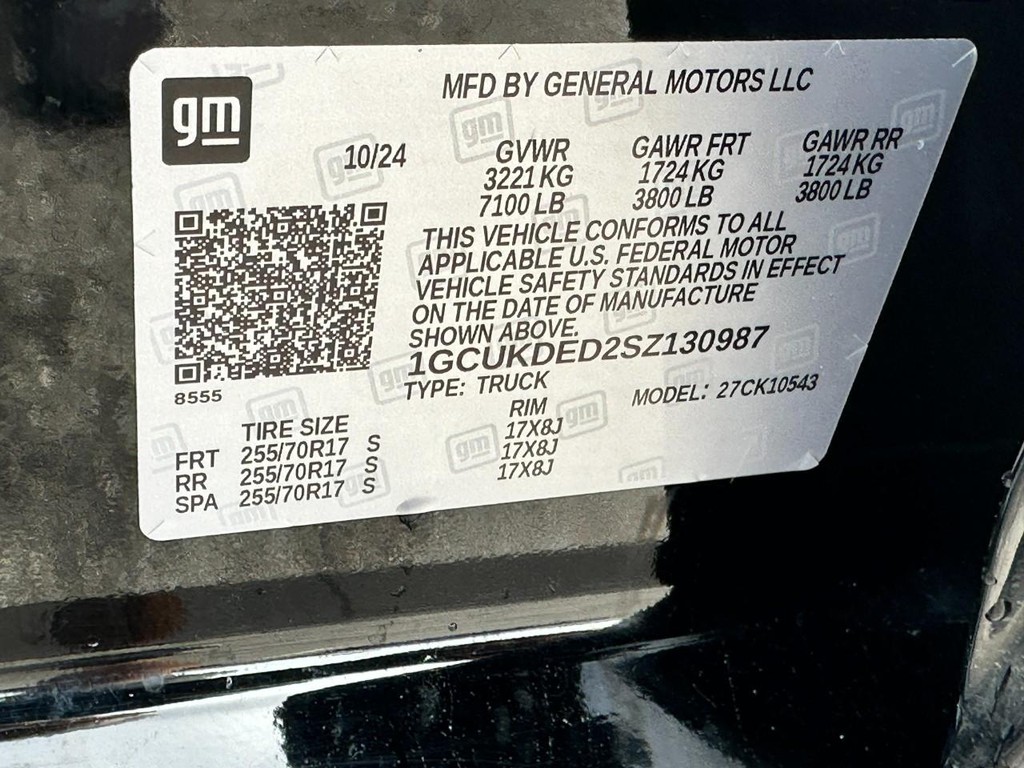 gm
MFD BY GENERAL MOTORS LLC
10/24
GVWR GAWR FRT GAWR RR
3221 KG 1724 KG 1724 KG
7100 LB 3800 LB 3800 LB
THIS VEHICLE CONFORMS TO ALL
APPLICABLE U.S. FEDERAL MOTOR
VEHICLE SAFETY STANDARDS IN EFFECT
ON THE DATE OF MANUFACTURE
SHOWN ABOVE.
1GCUKDED2SZ130987
8555
TYPE: TRUCK MODEL: 27CK10543
TIRE SIZE RIM
FRT 255/70R17 S 17X8J
RR 255/70R17 S 17X8J
SPA 255/70R17 S 17X8J